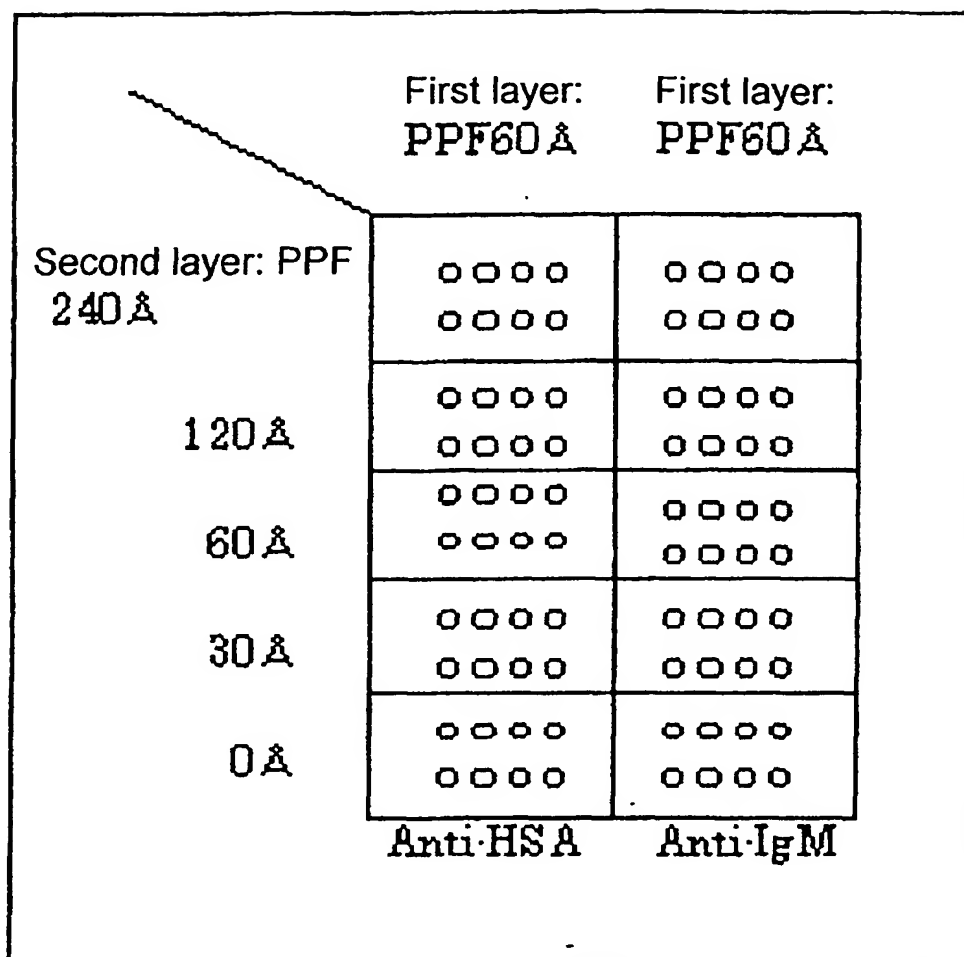 First layer: First layer:
PPF60Å PPF60Å
Second layer: PPF
240Å
120Å
60Å
30Å
0Å
Anti-HSA Anti-IgM